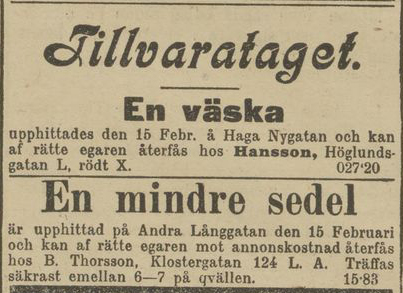 Tillvarataget.
En väska
upphittades den 15 Febr. å Haga Nygatan och kan
af rätte egaren återfås hos Hansson, Höglunds-
gatan L, rödt X. 027·20
En mindre sedel
är upphittad på Andra Långgatan den 15 Februari
och kan af rätte egaren mot annonskostnad återfås
hos B. Thorsson, Klostergatan 124 L. A. Träffas
säkrast emellan 6—7 på qvällen. 15·83